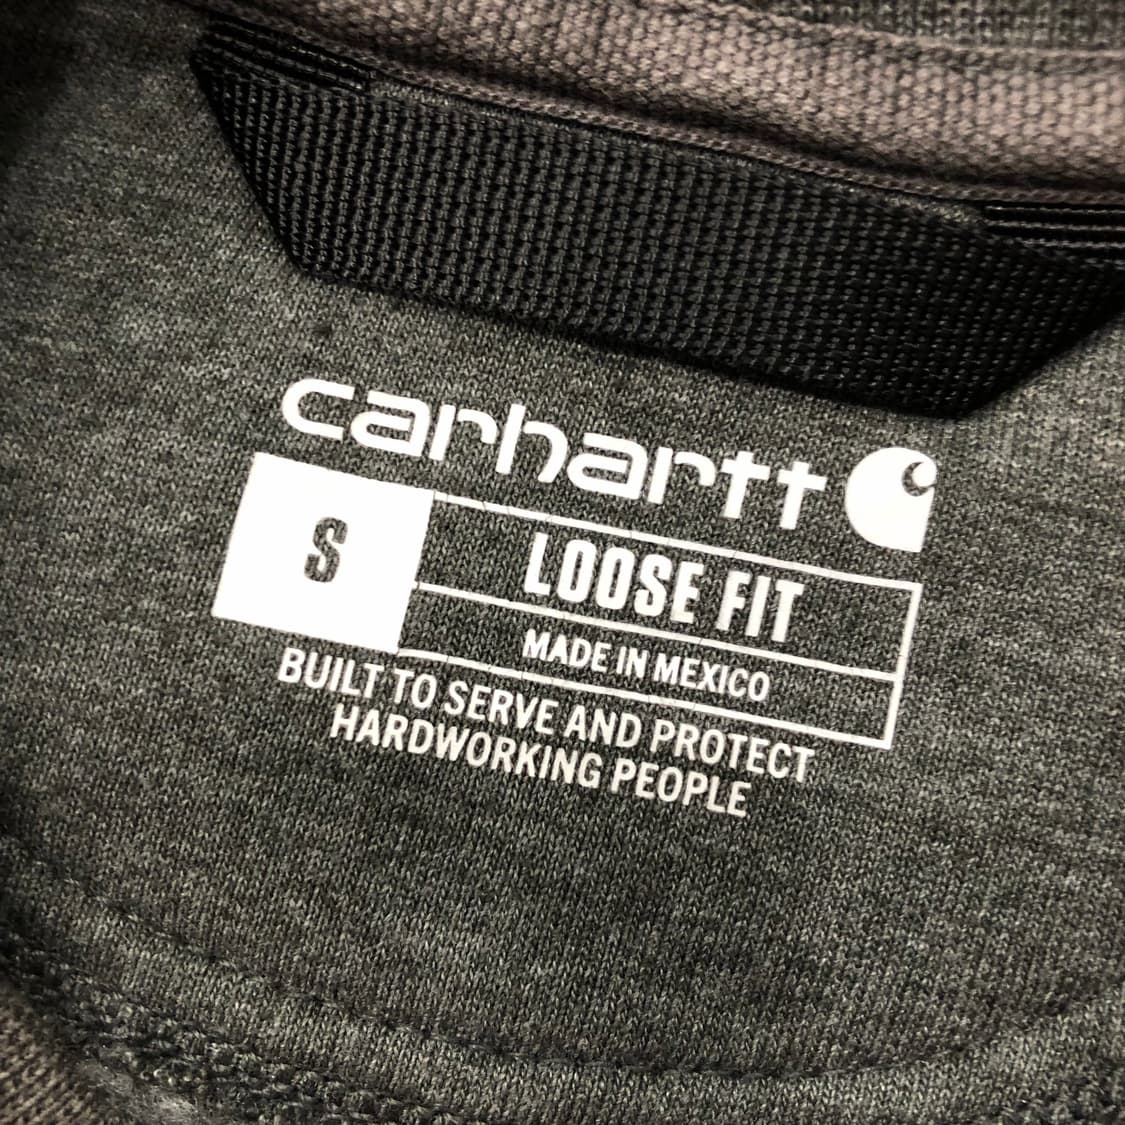 carhartt
S
LOOSE FIT
MADE IN MEXICO
BUILT TO SERVE AND PROTECT
HARDWORKING PEOPLE